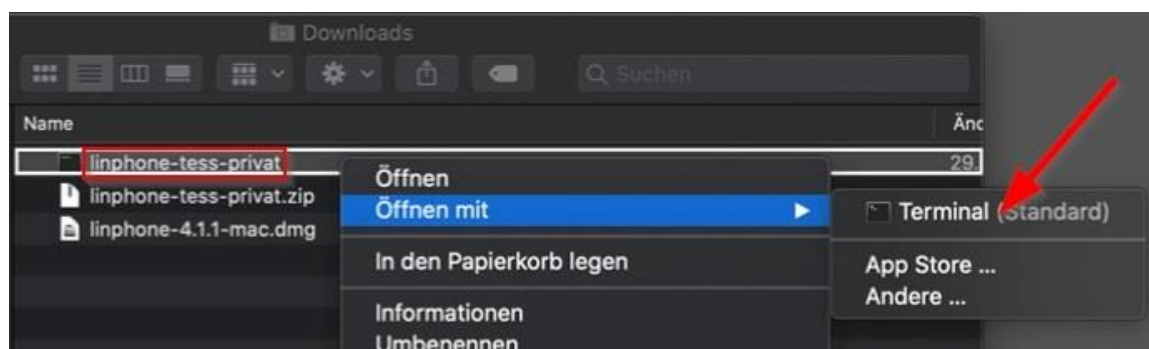 Downloads
Suchen
Name Änd
linphone-tess-privat 29.
linphone-tess-privat.zip
linphone-4.1.1-mac.dmg
Öffnen
Öffnen mit
In den Papierkorb legen
Informationen
Umbenennen
Terminal (Standard)
App Store ...
Andere ...